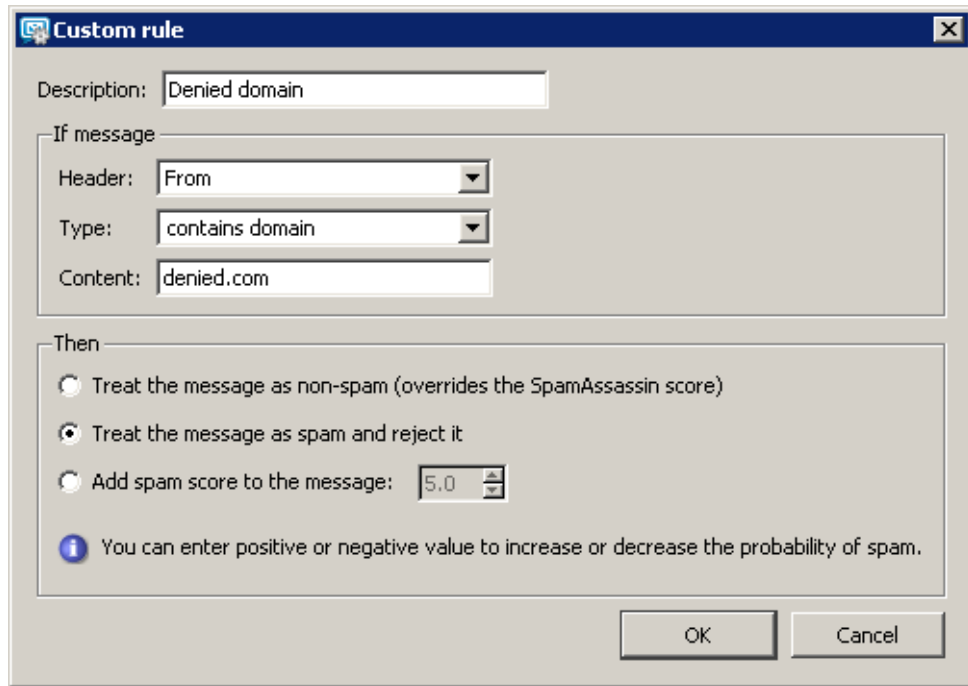 Custom rule
Description: Denied domain
If message
Header: From
Type: contains domain
Content: denied.com
Then
Treat the message as non-spam (overrides the SpamAssassin score)
Treat the message as spam and reject it
Add spam score to the message: 5.0
You can enter positive or negative value to increase or decrease the probability of spam.
OK Cancel